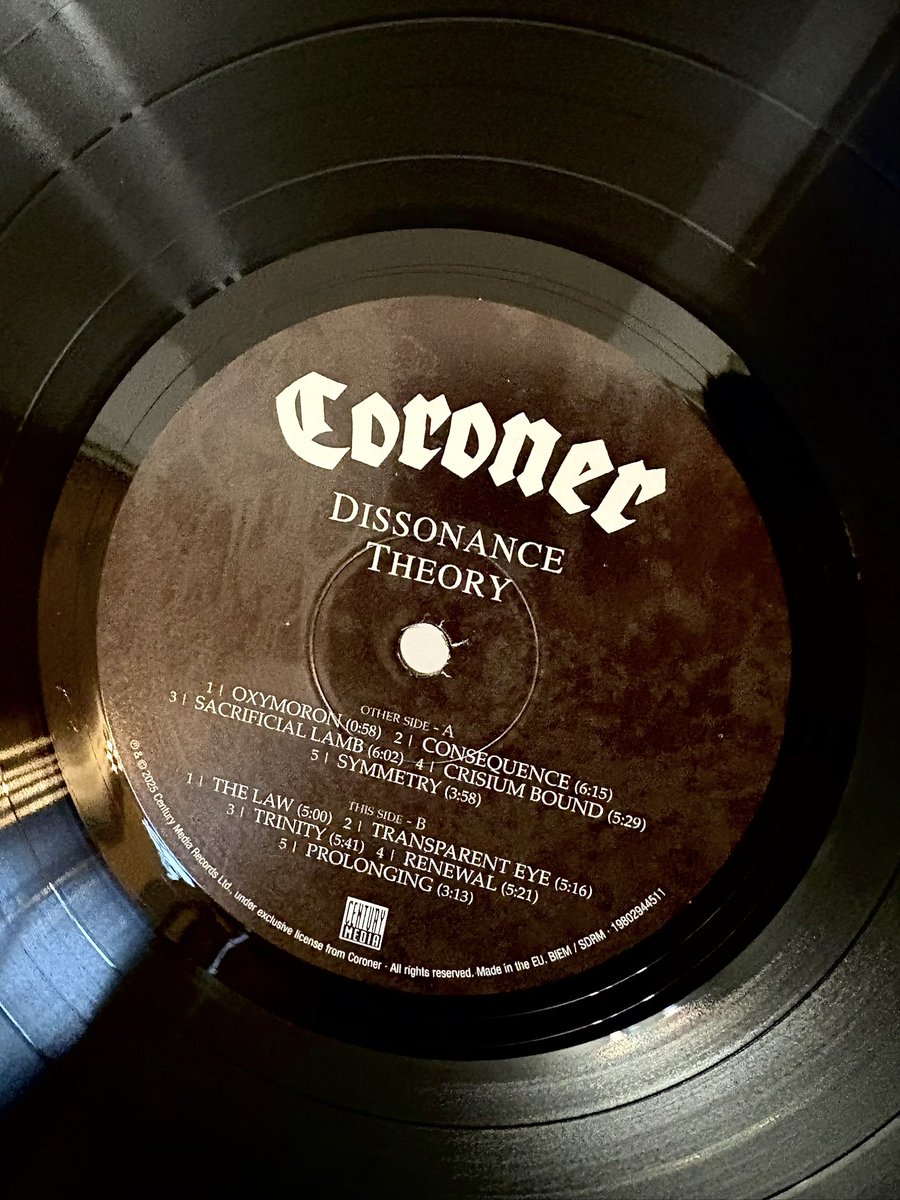 Coroner
DISSONANCE
THEORY
OTHER SIDE - A
1 | OXYMORON (0:58) 2 | CONSEQUENCE (6:15)
3 | SACRIFICIAL LAMB (6:02) 4 | CRISIUM BOUND (5:29)
5 | SYMMETRY (3:58)
THIS SIDE - B
1 | THE LAW (5:00) 2 | TRANSPARENT EYE (5:16)
3 | TRINITY (5:41) 4 | RENEWAL (5:21)
5 | PROLONGING (3:13)
CENTURY
MEDIA
℗ & © 2025 Century Media Records Ltd., under exclusive license from Coroner - All rights reserved. Made in the EU. BIEM / SDRM · 19802944511